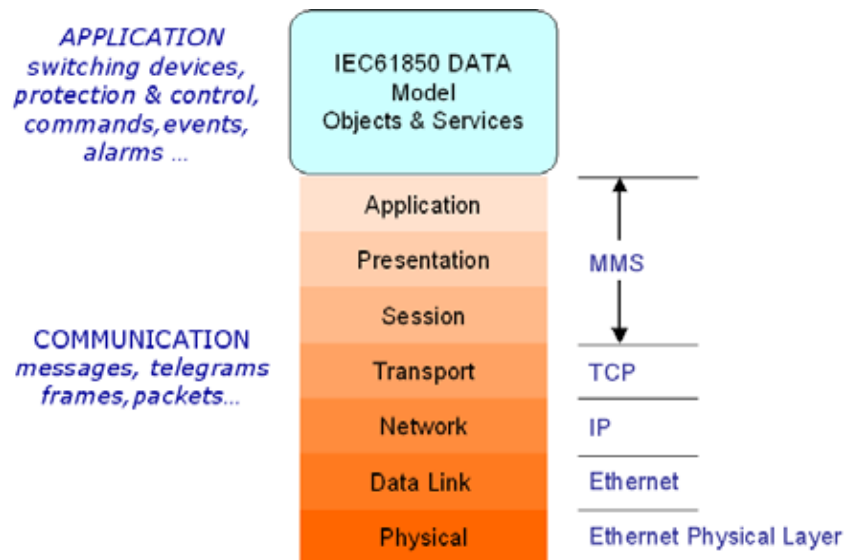 APPLICATION
switching devices,
protection & control,
commands, events,
alarms ...
IEC61850 DATA
Model
Objects & Services
Application
Presentation
Session
Transport
Network
Data Link
Physical
COMMUNICATION
messages, telegrams
frames, packets...
MMS
TCP
IP
Ethernet
Ethernet Physical Layer